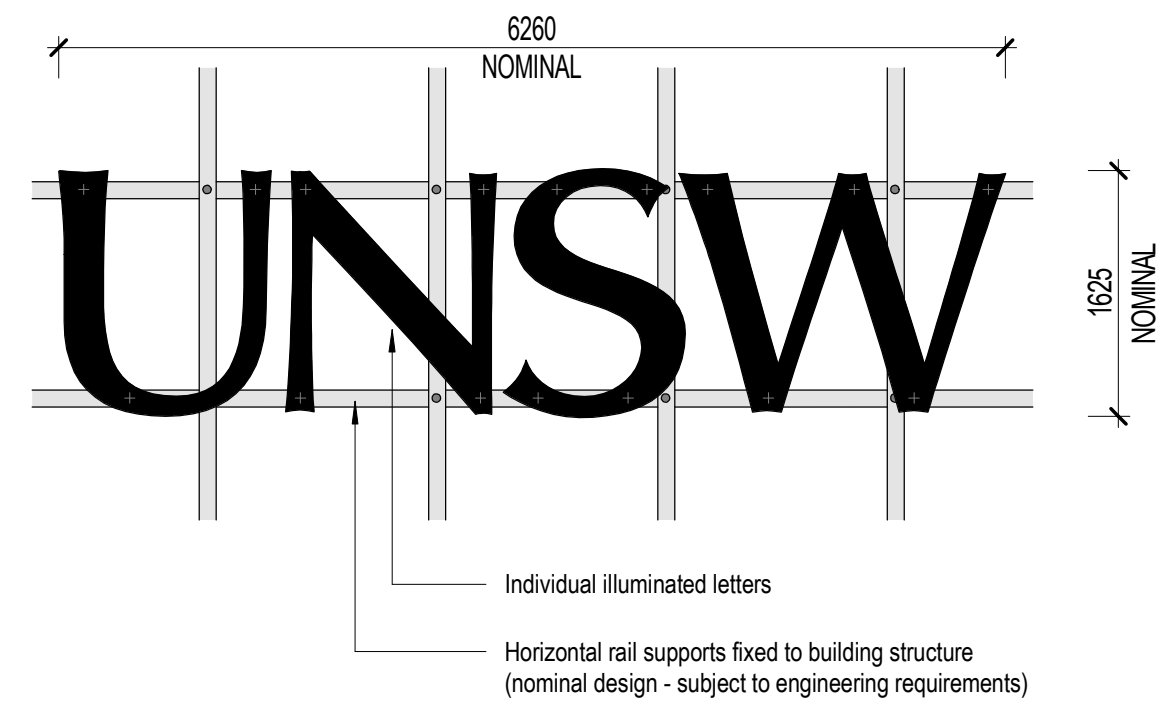 6260
NOMINAL
UNSW
1625
NOMINAL
Individual illuminated letters
Horizontal rail supports fixed to building structure
(nominal design - subject to engineering requirements)